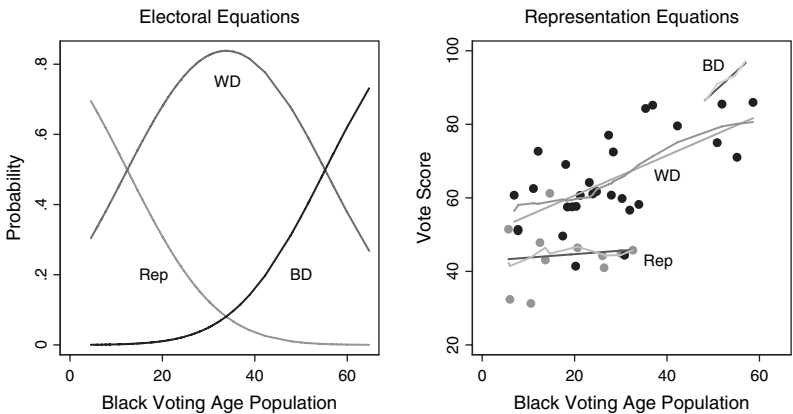 Electoral Equations
Probability
.8
.6
.4
.2
0
WD
Rep
BD
0 20 40 60
Black Voting Age Population
Representation Equations
Vote Score
100
80
60
40
20
BD
WD
Rep
0 20 40 60
Black Voting Age Population